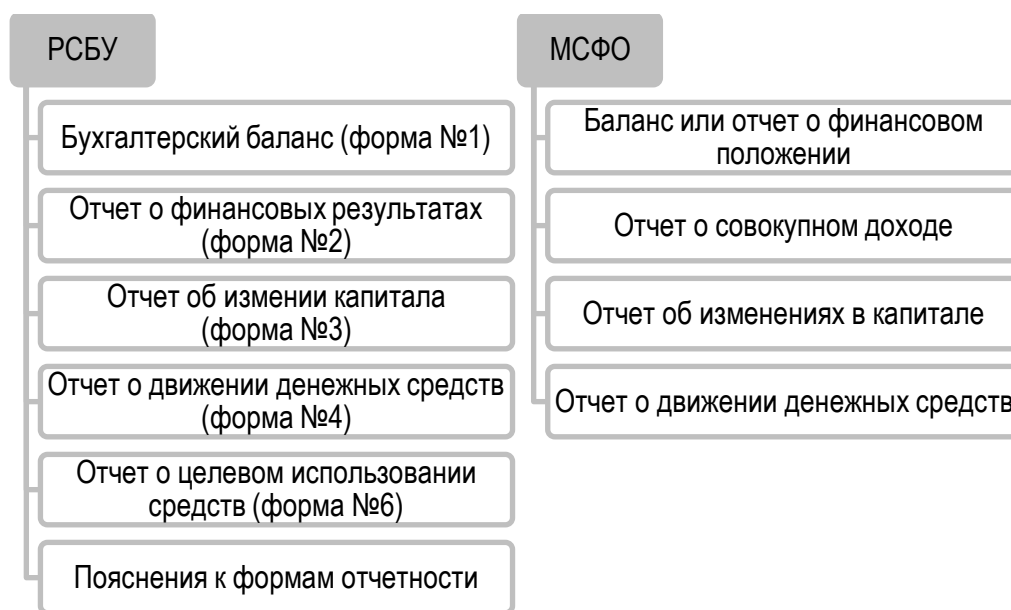 РСБУ
Бухгалтерский баланс (форма №1)
Отчет о финансовых результатах
(форма №2)
Отчет об измении капитала
(форма №3)
Отчет о движении денежных средств
(форма №4)
Отчет о целевом использовании
средств (форма №6)
Пояснения к формам отчетности
МСФО
Баланс или отчет о финансовом
положении
Отчет о совокупном доходе
Отчет об изменениях в капитале
Отчет о движении денежных средств